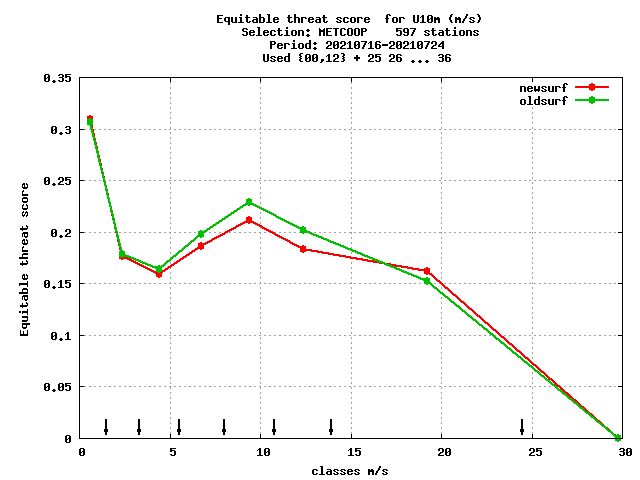 Equitable threat score  for U10m (m/s)
Selection: METCOOP    597 stations
Period: 20210716-20210724
Used {00,12} + 25 26 ... 36
newsurf
oldsurf
0.35
0.3
0.25
0.2
0.15
0.1
0.05
0
Equitable threat score
0 5 10 15 20 25 30
classes m/s